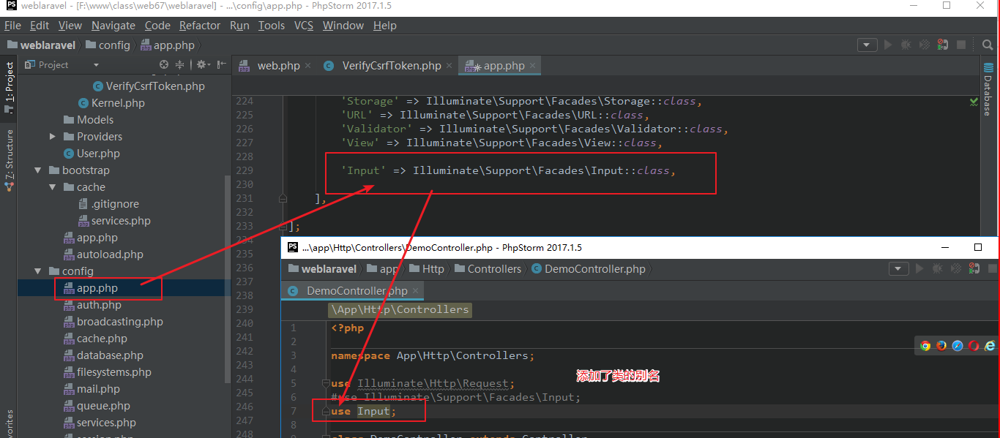 weblaravel - [F:\www\class\web67\weblaravel] - ...\config\app.php - PhpStorm 2017.1.5
File Edit View Navigate Code Refactor Run Tools VCS Window Help
weblaravel config app.php
Project
web.php VerifyCsrfToken.php app.php
1: Project
7: Structure
Database
VerifyCsrfToken.php
Kernel.php
Models
Providers
User.php
bootstrap
cache
.gitignore
services.php
app.php
autoload.php
config
app.php
auth.php
broadcasting.php
cache.php
database.php
filesystems.php
mail.php
queue.php
services.php
224 'Storage' => Illuminate\Support\Facades\Storage::class,
225 'URL' => Illuminate\Support\Facades\URL::class,
226 'Validator' => Illuminate\Support\Facades\Validator::class,
227 'View' => Illuminate\Support\Facades\View::class,
228
229 'Input' => Illuminate\Support\Facades\Input::class,
230
231 ],
232
233 ];
234
235
236
237
238
239
240
241
242
243
244
245
246
247
248
...\app\Http\Controllers\DemoController.php - PhpStorm 2017.1.5
weblaravel app Http Controllers DemoController.php
DemoController.php
\App\Http\Controllers
1 <?php
2
3 namespace App\Http\Controllers;
4
5 use Illuminate\Http\Request;
6 #use Illuminate\Support\Facades\Input;
7 use Input;
8
添加了类的别名